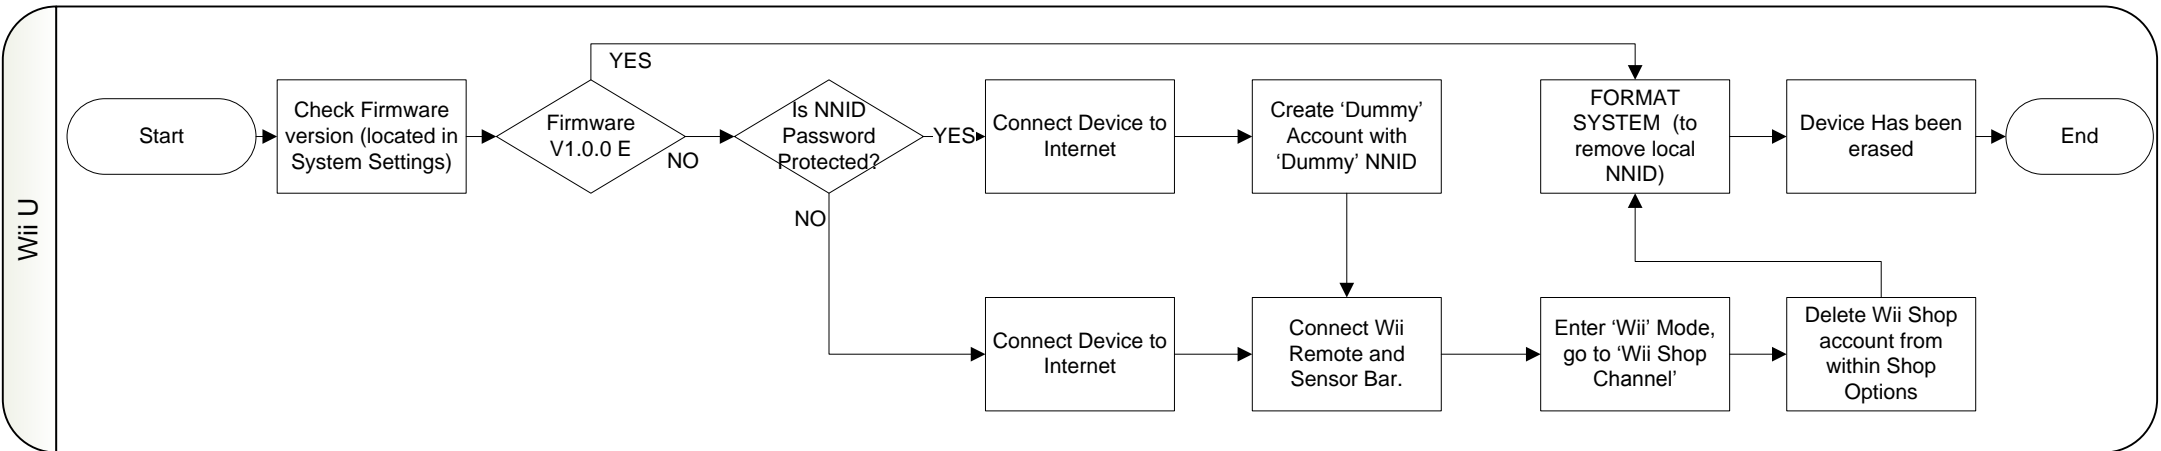 Wii U
Start
Check Firmware
version (located in
System Settings)
Firmware
V1.0.0 E
YES
NO
Is NNID
Password
Protected?
YES
NO
Connect Device to
Internet
Create ‘Dummy’
Account with
‘Dummy’ NNID
FORMAT
SYSTEM (to
remove local
NNID)
Device Has been
erased
End
Connect Device to
Internet
Connect Wii
Remote and
Sensor Bar.
Enter ‘Wii’ Mode,
go to ‘Wii Shop
Channel’
Delete Wii Shop
account from
within Shop
Options